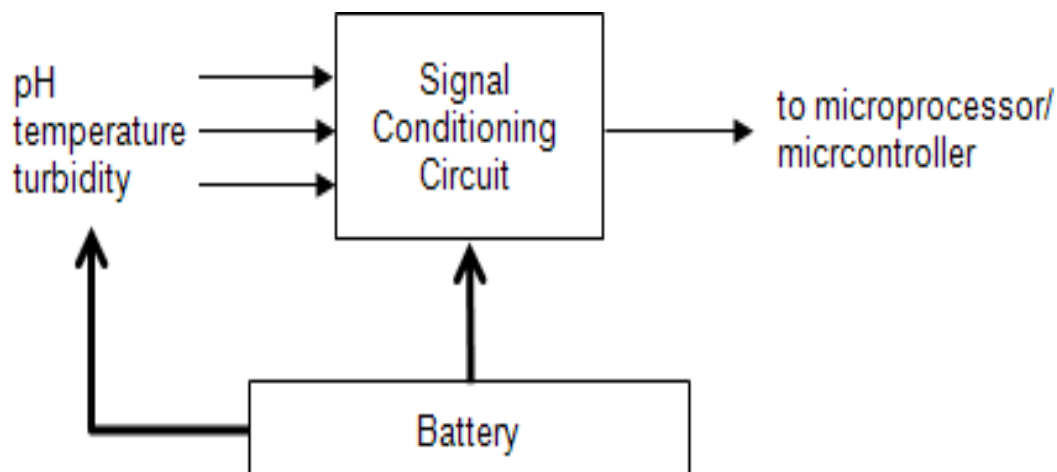 pH
temperature
turbidity
Signal
Conditioning
Circuit
to microprocessor/
micrcontroller
Battery